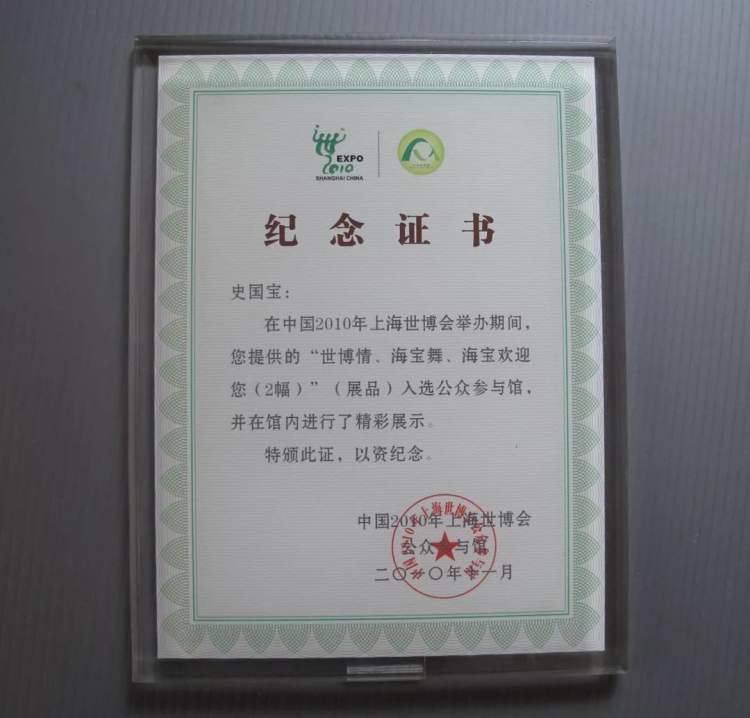 EXPO
2010
SHANGHAI CHINA
纪念证书
史国宝：
在中国2010年上海世博会举办期间，
您提供的“世博情、海宝舞、海宝欢迎
您（2幅）”（展品）入选公众参与馆，
并在馆内进行了精彩展示。
特颁此证，以资纪念。
中国2010年上海世博会
公众参与馆
二〇一〇年十一月